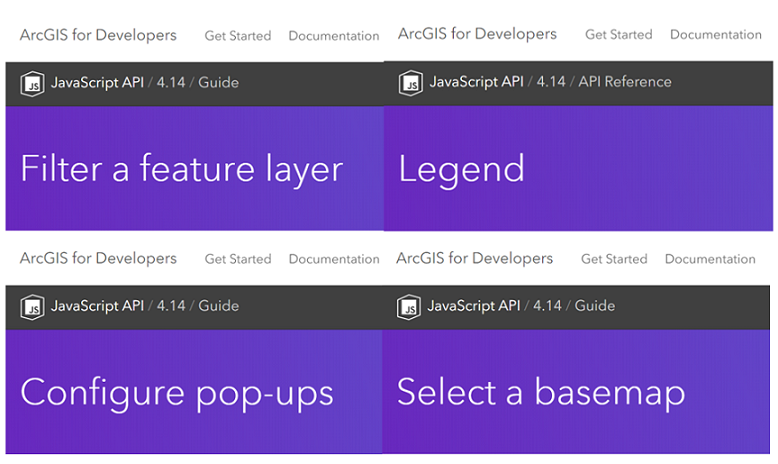 ArcGIS for Developers Get Started Documentation
JS JavaScript API / 4.14 / Guide
Filter a feature layer
ArcGIS for Developers Get Started Documentation
JS JavaScript API / 4.14 / API Reference
Legend
ArcGIS for Developers Get Started Documentation
JS JavaScript API / 4.14 / Guide
Configure pop-ups
ArcGIS for Developers Get Started Documentation
JS JavaScript API / 4.14 / Guide
Select a basemap